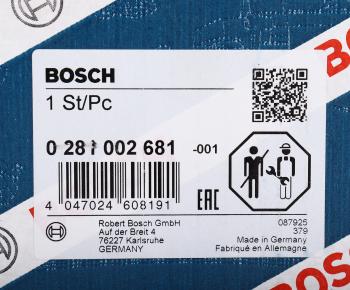 BOSCH
BOSCH
1 St/Pc
0 281 002 681 -001
4 047024 608191
EAC
Robert Bosch GmbH
Auf der Breit 4
76227 Karlsruhe
GERMANY
087925
379
Made in Germany
Fabriqué en Allemagne